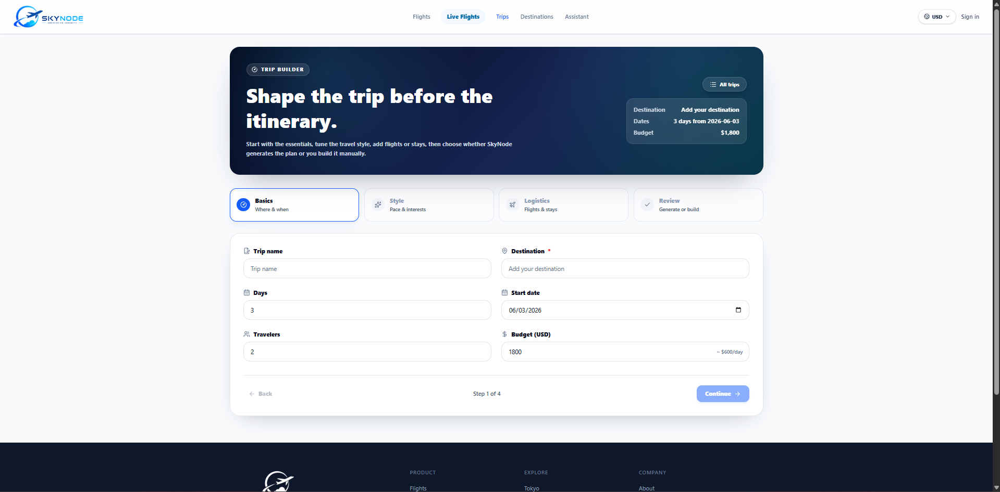 SKYNODE
Flights
Live Flights
Trips
Destinations
Assistant
USD
Sign in
TRIP BUILDER
Shape the trip before the
itinerary.
Start with the essentials, tune the travel style, add flights or stays, then choose whether SkyNode
generates the plan or you build it manually.
All trips
Destination Add your destination
Dates 3 days from 2026-06-03
Budget $1,800
Basics
Where & when
Style
Pace & interests
Logistics
Flights & stays
Review
Generate or build
Trip name
Trip name
Destination *
Add your destination
Days
3
Start date
06/03/2026
Travelers
2
Budget (USD)
1800 ~ $600/day
Back
Step 1 of 4
Continue
PRODUCT
Flights
EXPLORE
Tokyo
COMPANY
About